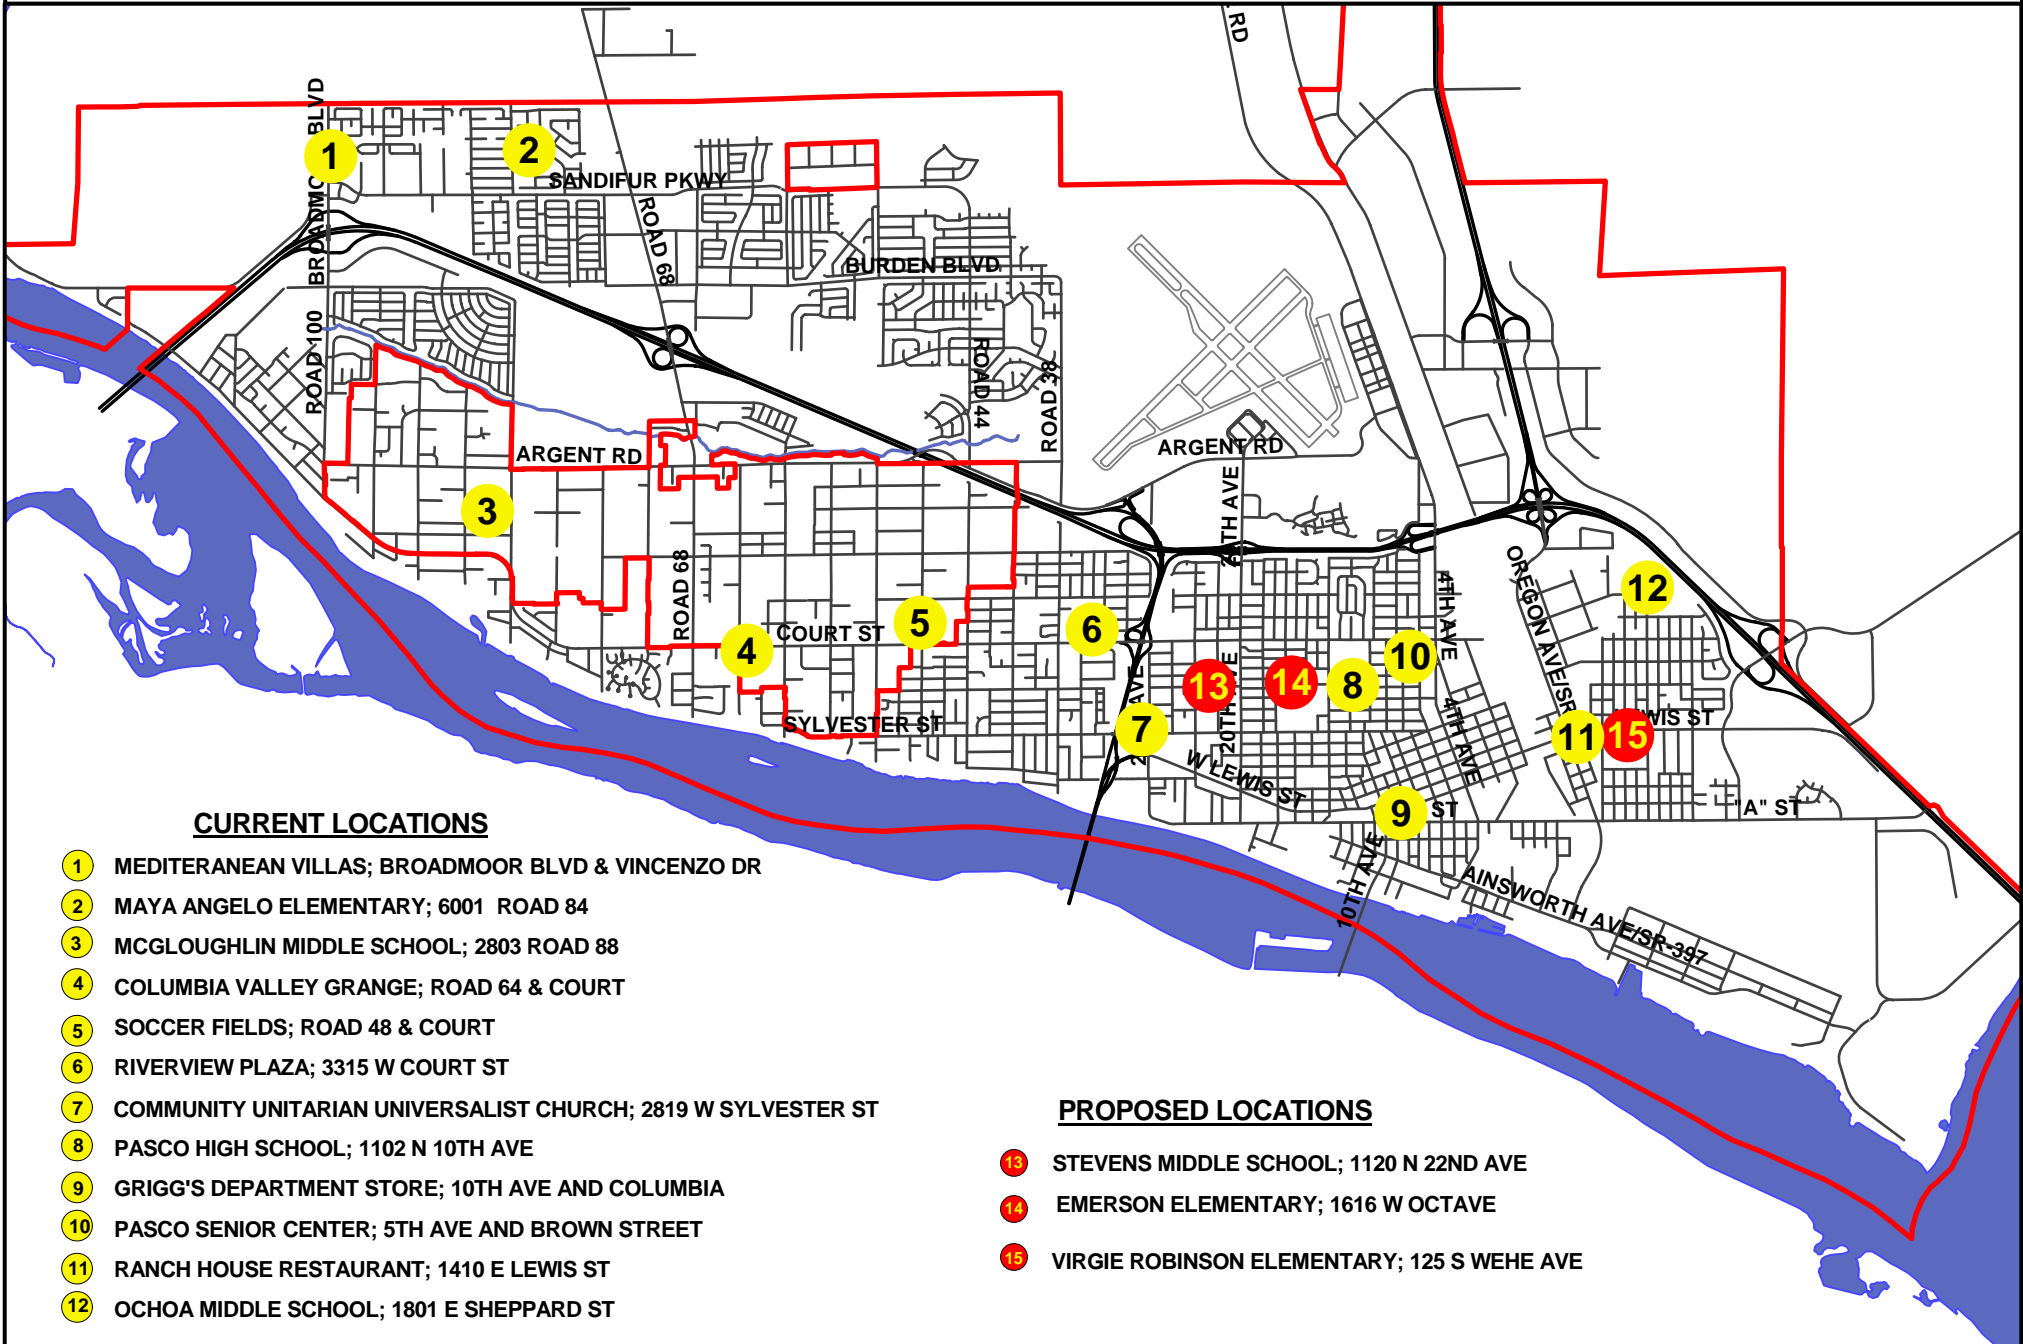 RD
BROADMO BLVD
1
2
SANDIFUR PKWY
ROAD 68
BURDEN BLVD
ROAD 100
ROAD 44
ROAD 38
ARGENT RD
ARGENT RD
3
20TH AVE
ROAD 68
4TH AVE
OREGON AVE/SR
12
4
COURT ST
5
6
10
13
14
8
20TH AVE
4TH AVE
SYLVESTER ST
AVE
7
11
15
WIS ST
W LEWIS ST
9
ST
"A" ST
10TH AVE
AINSWORTH AVE/SR-397
CURRENT LOCATIONS
1 MEDITERANEAN VILLAS; BROADMOOR BLVD & VINCENZO DR
2 MAYA ANGELO ELEMENTARY; 6001 ROAD 84
3 MCGLOUGHLIN MIDDLE SCHOOL; 2803 ROAD 88
4 COLUMBIA VALLEY GRANGE; ROAD 64 & COURT
5 SOCCER FIELDS; ROAD 48 & COURT
6 RIVERVIEW PLAZA; 3315 W COURT ST
7 COMMUNITY UNITARIAN UNIVERSALIST CHURCH; 2819 W SYLVESTER ST
8 PASCO HIGH SCHOOL; 1102 N 10TH AVE
9 GRIGG'S DEPARTMENT STORE; 10TH AVE AND COLUMBIA
10 PASCO SENIOR CENTER; 5TH AVE AND BROWN STREET
11 RANCH HOUSE RESTAURANT; 1410 E LEWIS ST
12 OCHOA MIDDLE SCHOOL; 1801 E SHEPPARD ST
PROPOSED LOCATIONS
13 STEVENS MIDDLE SCHOOL; 1120 N 22ND AVE
14 EMERSON ELEMENTARY; 1616 W OCTAVE
15 VIRGIE ROBINSON ELEMENTARY; 125 S WEHE AVE